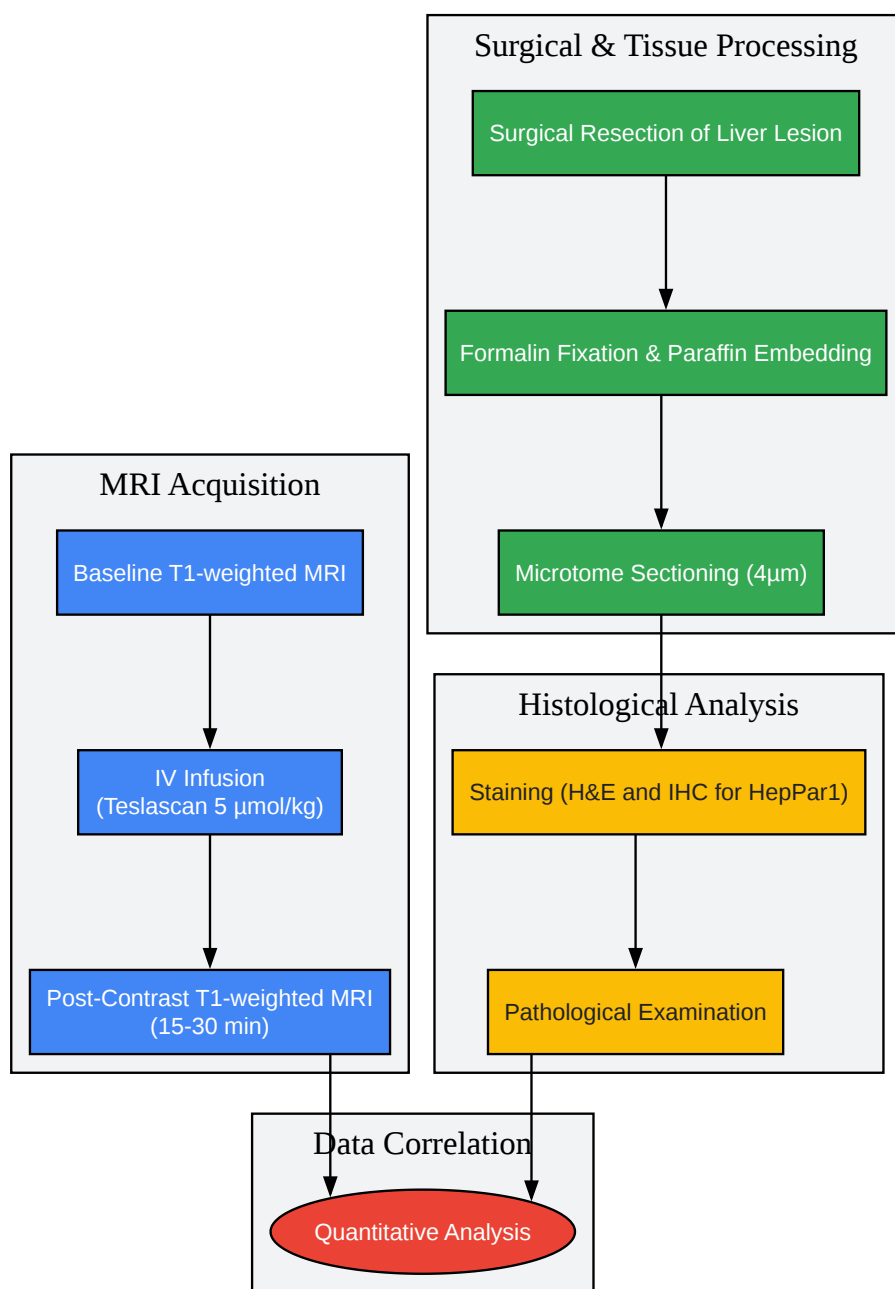 Surgical & Tissue Processing
Surgical Resection of Liver Lesion
Formalin Fixation & Paraffin Embedding
Microtome Sectioning (4µm)
MRI Acquisition
Baseline T1-weighted MRI
IV Infusion
(Teslascan 5 µmol/kg)
Post-Contrast T1-weighted MRI
(15-30 min)
Histological Analysis
Staining (H&E and IHC for HepPar1)
Pathological Examination
Data Correlation
Quantitative Analysis